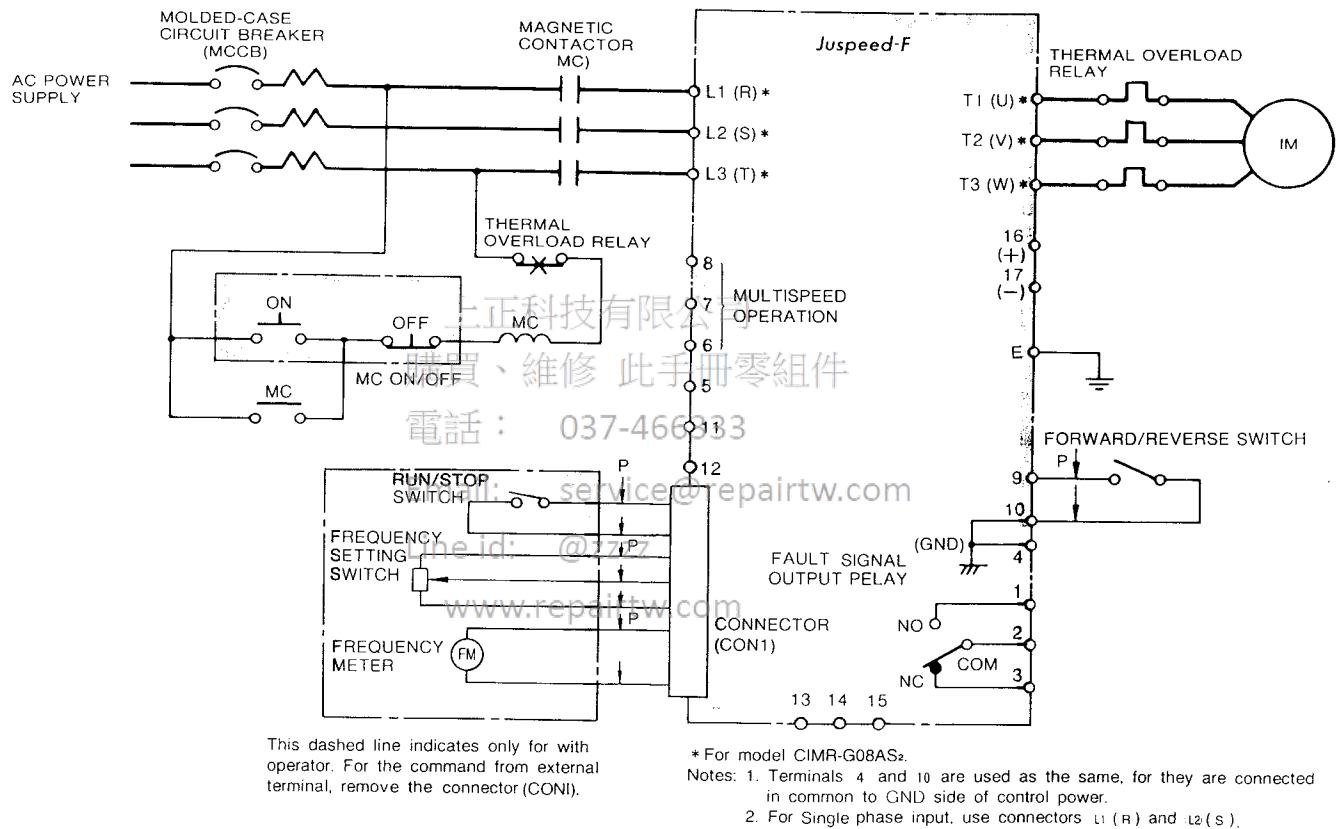 MOLDED-CASE
CIRCUIT BREAKER
(MCCB)
MAGNETIC
CONTACTOR
MC)
Juspeed-F
THERMAL OVERLOAD
RELAY
AC POWER
SUPPLY
L1 (R) *
L2 (S) *
L3 (T) *
T1 (U) *
T2 (V) *
T3 (W) *
IM
THERMAL
OVERLOAD RELAY
16
(+)
17
(−)
8
7
6
5
11
12
MULTISPEED
OPERATION
ON
OFF
MC
MC ON/OFF
MC
E
上正科技有限公司
購買、維修 此手冊零組件
電話: 037-466333
Email: service@repairtw.com
Line id: @zzzz
www.repairtw.com
FORWARD/REVERSE SWITCH
P
9
10
(GND)
4
RUN/STOP
SWITCH
P
FREQUENCY
SETTING
SWITCH
P
P
FREQUENCY
METER
FM
CONNECTOR
(CON1)
FAULT SIGNAL
OUTPUT PELAY
1
NO
2
COM
NC
3
13 14 15
This dashed line indicates only for with
operator. For the command from external
terminal, remove the connector (CONI).
* For model CIMR-G08AS2.
Notes: 1. Terminals 4 and 10 are used as the same, for they are connected
in common to GND side of control power.
2. For Single phase input, use connectors L1 (R) and L2 (S).